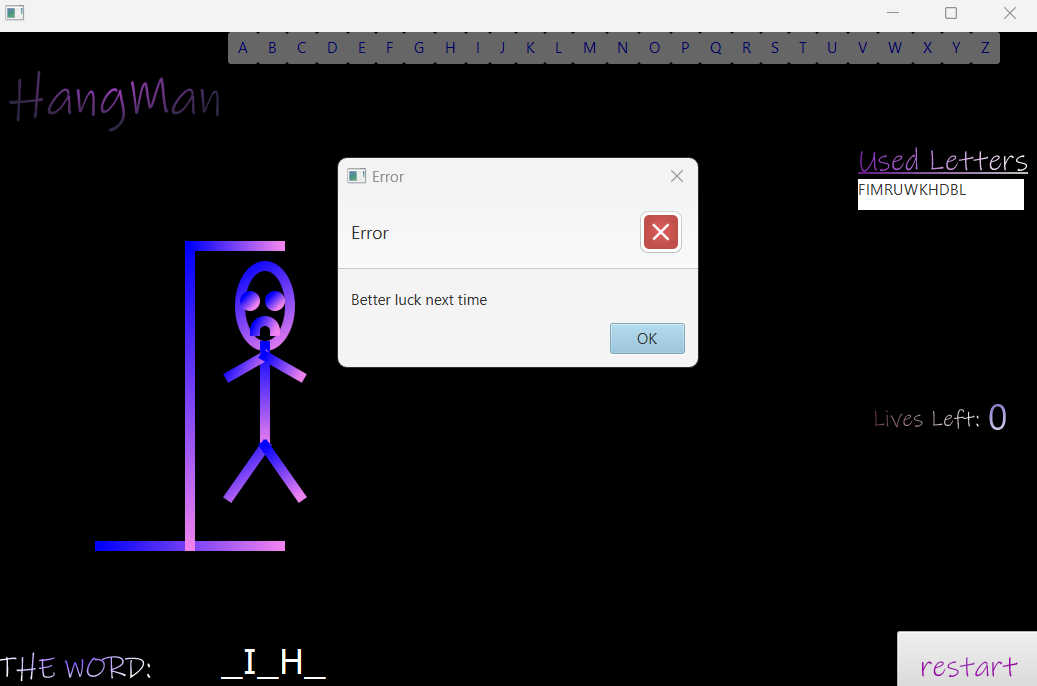 A B C D E F G H I J K L M N O P Q R S T U V W X Y Z
HangMan
Error
Error
Better luck next time
OK
Used Letters
FIMRUWKHDBL
Lives Left: 0
THE WORD: _I_H_
restart